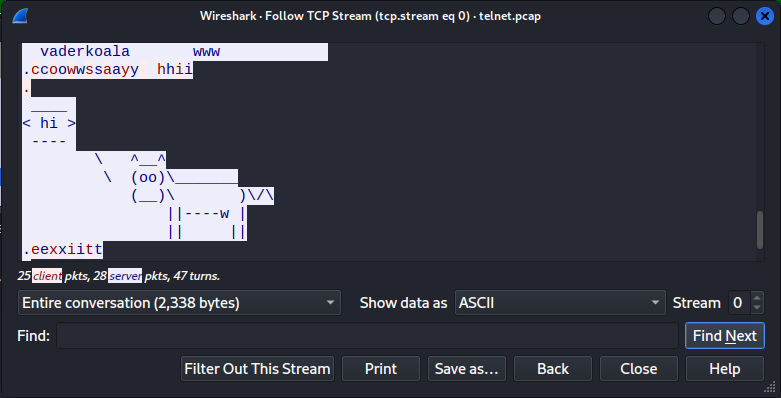 Wireshark · Follow TCP Stream (tcp.stream eq 0) · telnet.pcap
  vaderkoala       www
.ccoowwssaayy  hhii
.
 ____
< hi >
 ----
        \   ^__^
         \  (oo)\_______
            (__)\       )\/\
                ||----w |
                ||     ||
.eexxiitt
25 client pkts, 28 server pkts, 47 turns.
Entire conversation (2,338 bytes) Show data as ASCII Stream 0
Find: Find Next
Filter Out This Stream Print Save as… Back Close Help